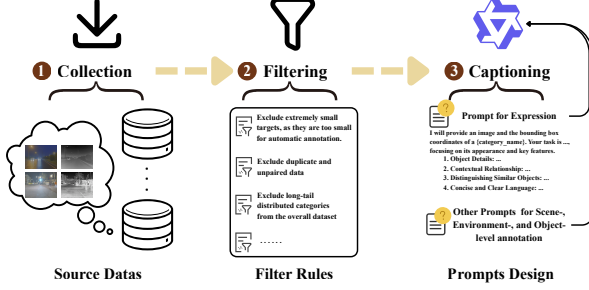 1 Collection
2 Filtering
3 Captioning
Exclude extremely small
targets, as they are too small
for automatic annotation.
Exclude duplicate and
unpaired data
Exclude long-tail
distributed categories
from the overall dataset
......
Prompt for Expression
I will provide an image and the bounding box
coordinates of a {category_name}. Your task is ...,
focusing on its appearance and key features.
1. Object Details: ...
2. Contextual Relationship: ...
3. Distinguishing Similar Objects: ...
4. Concise and Clear Language: ...
Other Prompts for Scene-,
Environment-, and Object-
level annotation
Source Datas
Filter Rules
Prompts Design